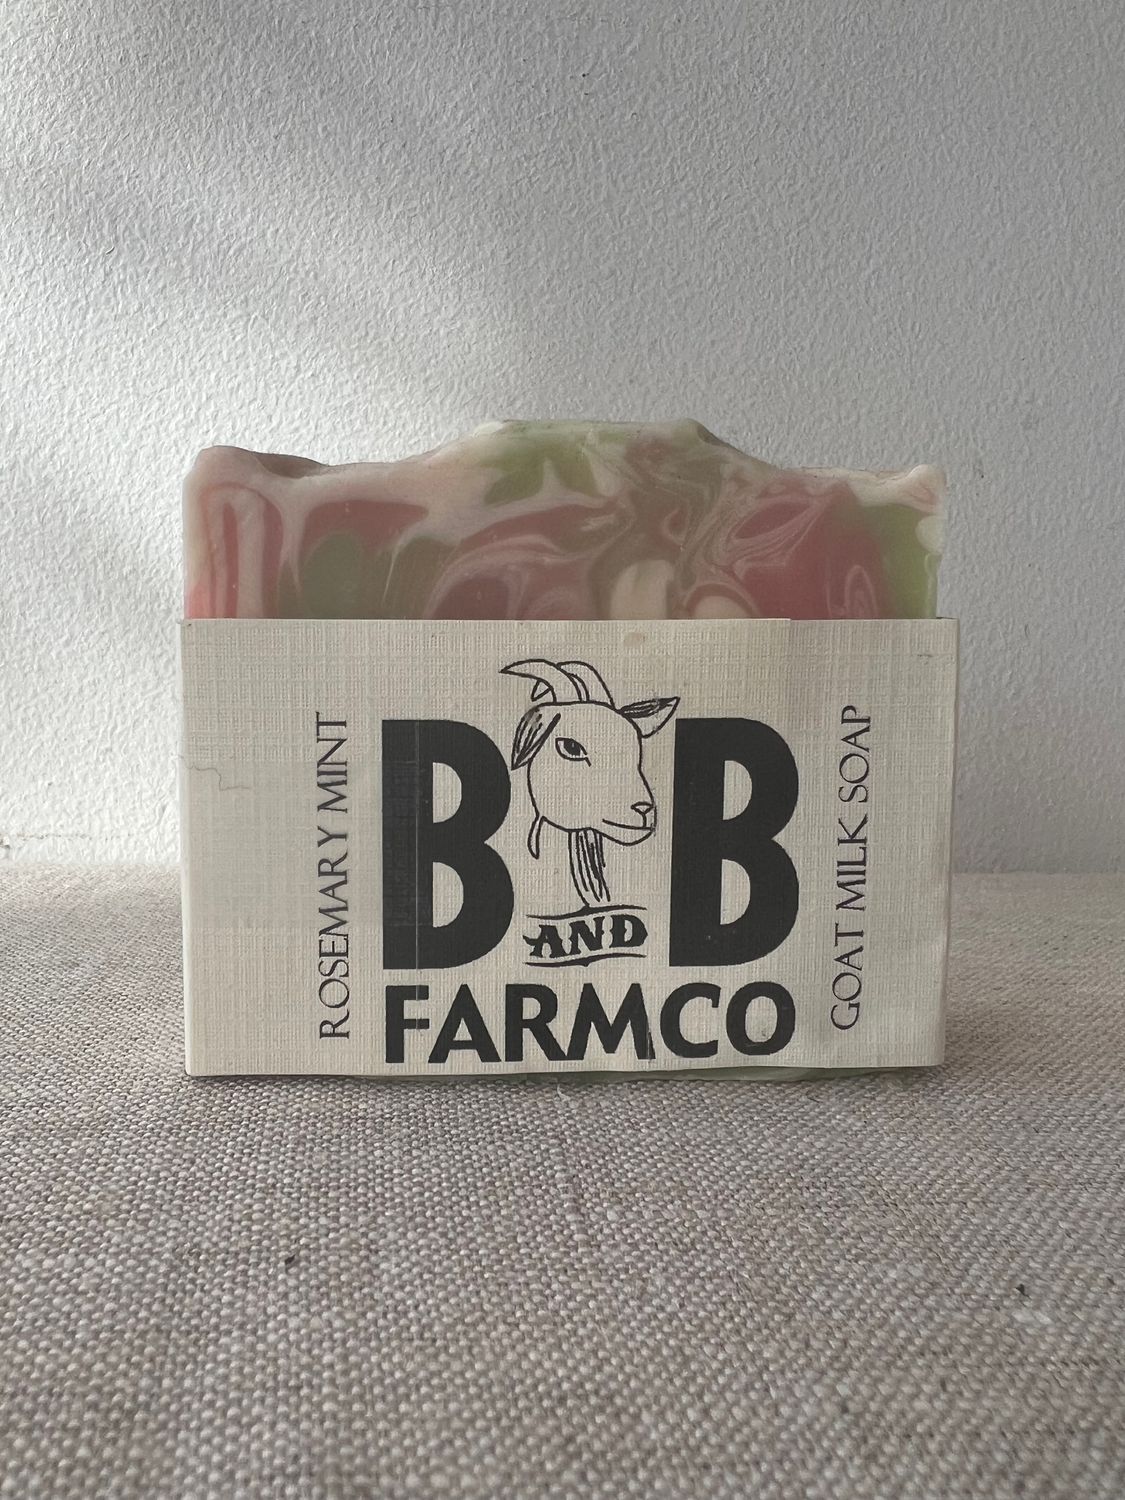 ROSEMARY MINT
B AND B
FARMCO
GOAT MILK SOAP